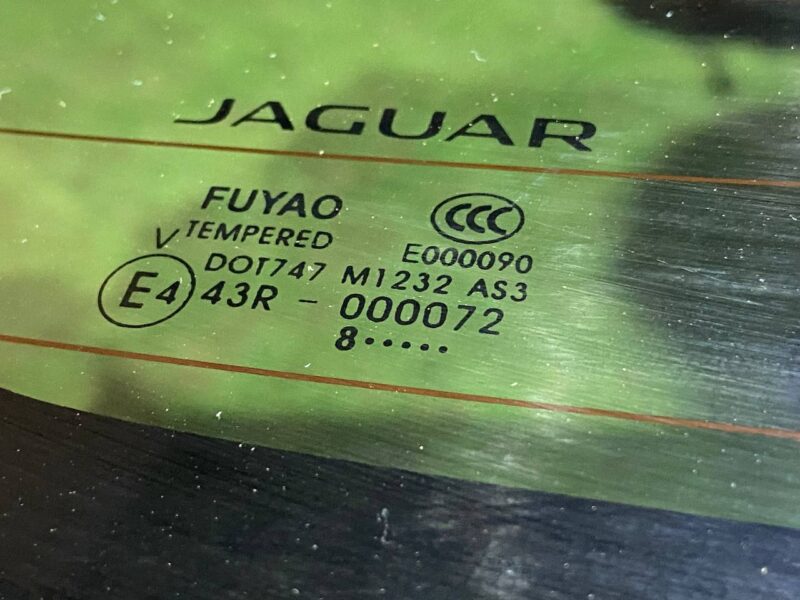 JAGUAR
FUYAO CCC
TEMPERED E000090
V
DOT747 M1232 AS3
E4 43R - 000072
8•••••